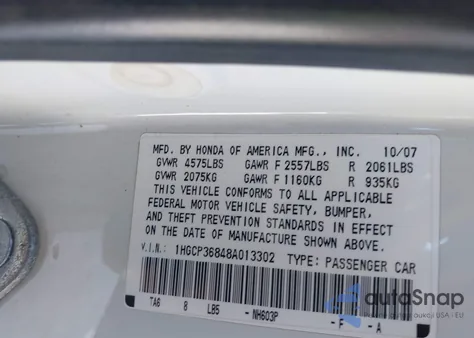 MFD. BY HONDA OF AMERICA MFG., INC. 10/07
GVWR 4575LBS GAWR F 2557LBS R 2061LBS
GVWR 2075KG GAWR F 1160KG R 935KG
THIS VEHICLE CONFORMS TO ALL APPLICABLE
FEDERAL MOTOR VEHICLE SAFETY, BUMPER,
AND THEFT PREVENTION STANDARDS IN EFFECT
ON THE DATE OF MANUFACTURE SHOWN ABOVE.
V.I.N.: 1HGCP36848A013302 TYPE: PASSENGER CAR
TA6 8 LB5 -NH603P -F -A
autoSnap
USA i EU